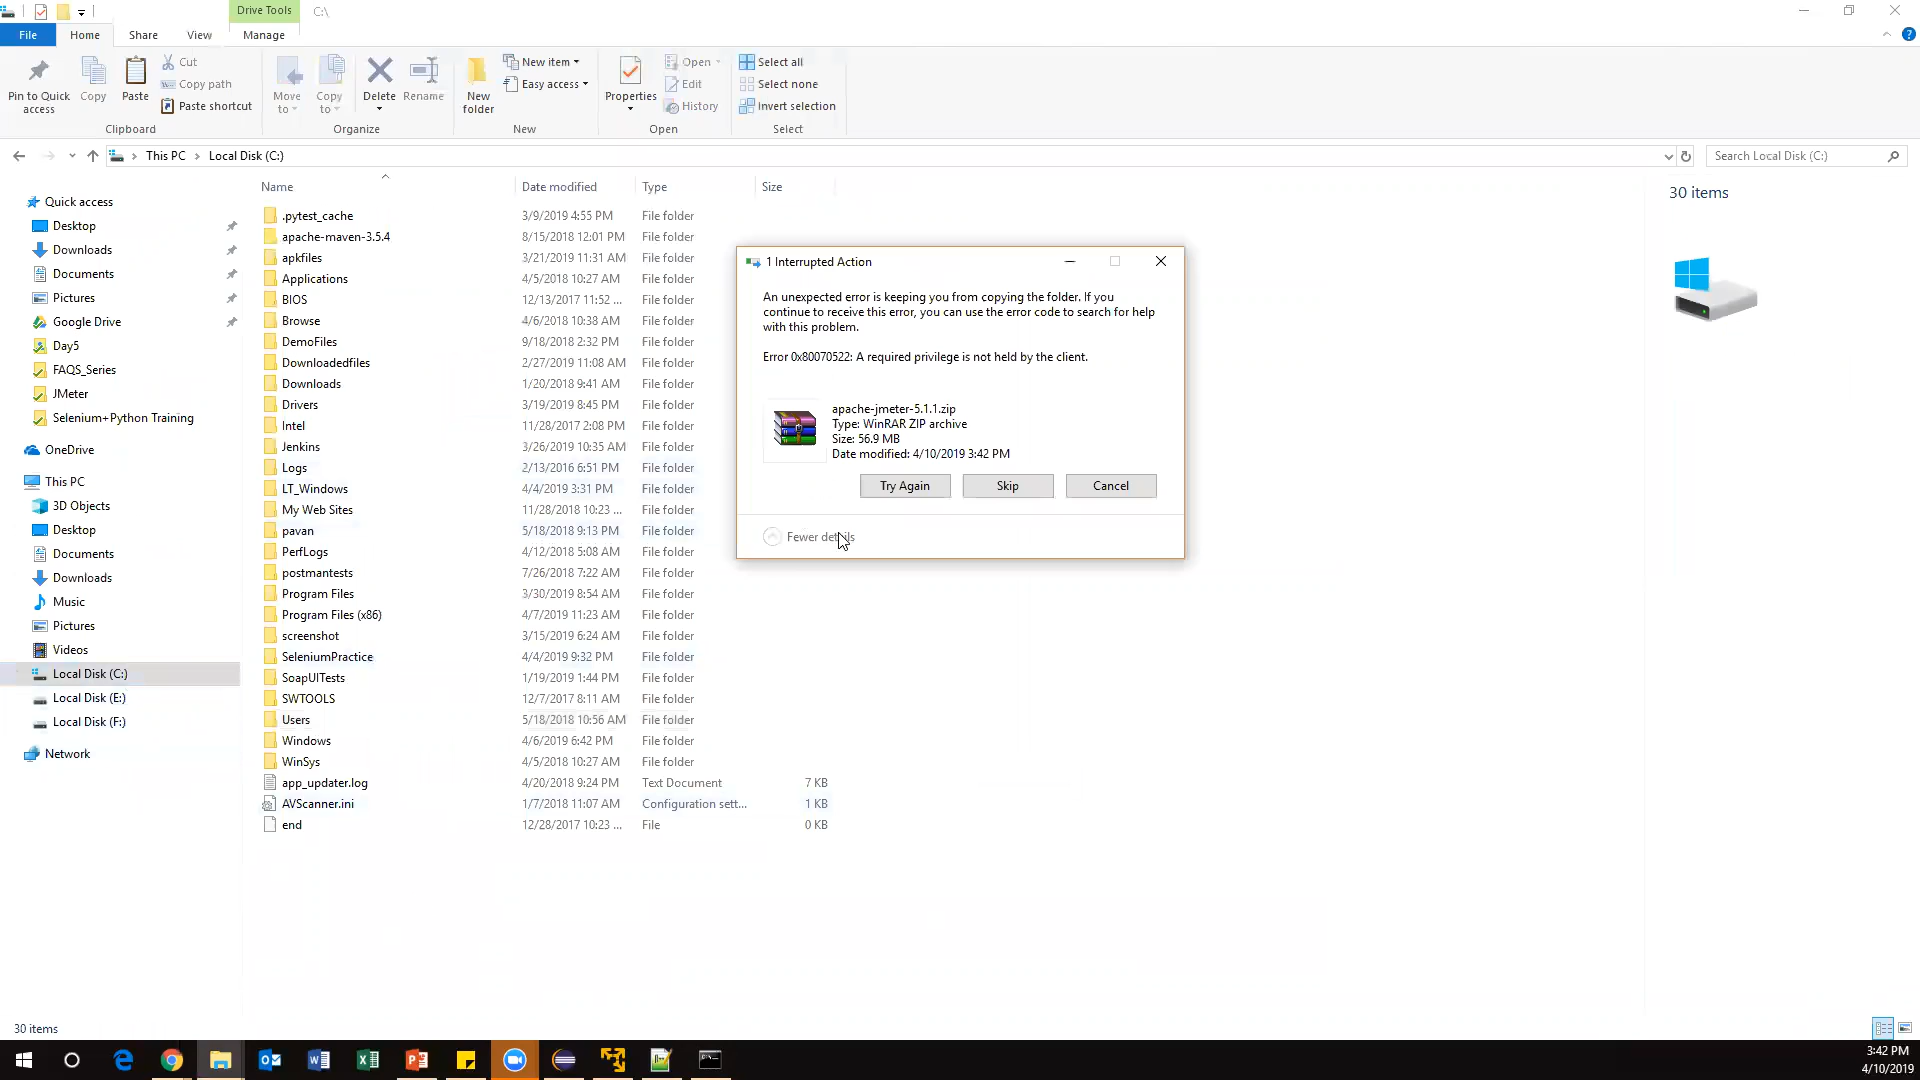 Drive Tools
C:\
File
Home
Share
View
Manage
Pin to Quick access
Copy
Paste
Cut
Copy path
Paste shortcut
Clipboard
Move to
Copy to
Delete
Rename
Organize
New folder
New item
Easy access
New
Properties
Open
Edit
History
Open
Select all
Select none
Invert selection
Select
This PC
Local Disk (C:)
Search Local Disk (C:)
Quick access
Desktop
Downloads
Documents
Pictures
Google Drive
Day5
FAQS_Series
JMeter
Selenium+Python Training
OneDrive
This PC
3D Objects
Desktop
Documents
Downloads
Music
Pictures
Videos
Local Disk (C:)
Local Disk (E:)
Local Disk (F:)
Network
Name Date modified Type Size
.pytest_cache 3/9/2019 4:55 PM File folder
apache-maven-3.5.4 8/15/2018 12:01 PM File folder
apkfiles 3/21/2019 11:31 AM File folder
Applications 4/5/2018 10:27 AM File folder
BIOS 12/13/2017 11:52 ... File folder
Browse 4/6/2018 10:38 AM File folder
DemoFiles 9/18/2018 2:32 PM File folder
Downloadedfiles 2/27/2019 11:08 AM File folder
Downloads 1/20/2018 9:41 AM File folder
Drivers 3/19/2019 8:45 PM File folder
Intel 11/28/2017 2:08 PM File folder
Jenkins 3/26/2019 10:35 AM File folder
Logs 2/13/2016 6:51 PM File folder
LT_Windows 4/4/2019 3:31 PM File folder
My Web Sites 11/28/2018 10:23 ... File folder
pavan 5/18/2018 9:13 PM File folder
PerfLogs 4/12/2018 5:08 AM File folder
postmantests 7/26/2018 7:22 AM File folder
Program Files 3/30/2019 8:54 AM File folder
Program Files (x86) 4/7/2019 11:23 AM File folder
screenshot 3/15/2019 6:24 AM File folder
SeleniumPractice 4/4/2019 9:32 PM File folder
SoapUITests 1/19/2019 1:44 PM File folder
SWTOOLS 12/7/2017 8:11 AM File folder
Users 5/18/2018 10:56 AM File folder
Windows 4/6/2019 6:42 PM File folder
WinSys 4/5/2018 10:27 AM File folder
app_updater.log 4/20/2018 9:24 PM Text Document 7 KB
AVScanner.ini 1/7/2018 11:07 AM Configuration sett... 1 KB
end 12/28/2017 10:23 ... File 0 KB
1 Interrupted Action
An unexpected error is keeping you from copying the folder. If you
continue to receive this error, you can use the error code to search for help
with this problem.
Error 0x80070522: A required privilege is not held by the client.
apache-jmeter-5.1.1.zip
Type: WinRAR ZIP archive
Size: 56.9 MB
Date modified: 4/10/2019 3:42 PM
Try Again
Skip
Cancel
Fewer details
30 items
30 items
3:42 PM
4/10/2019